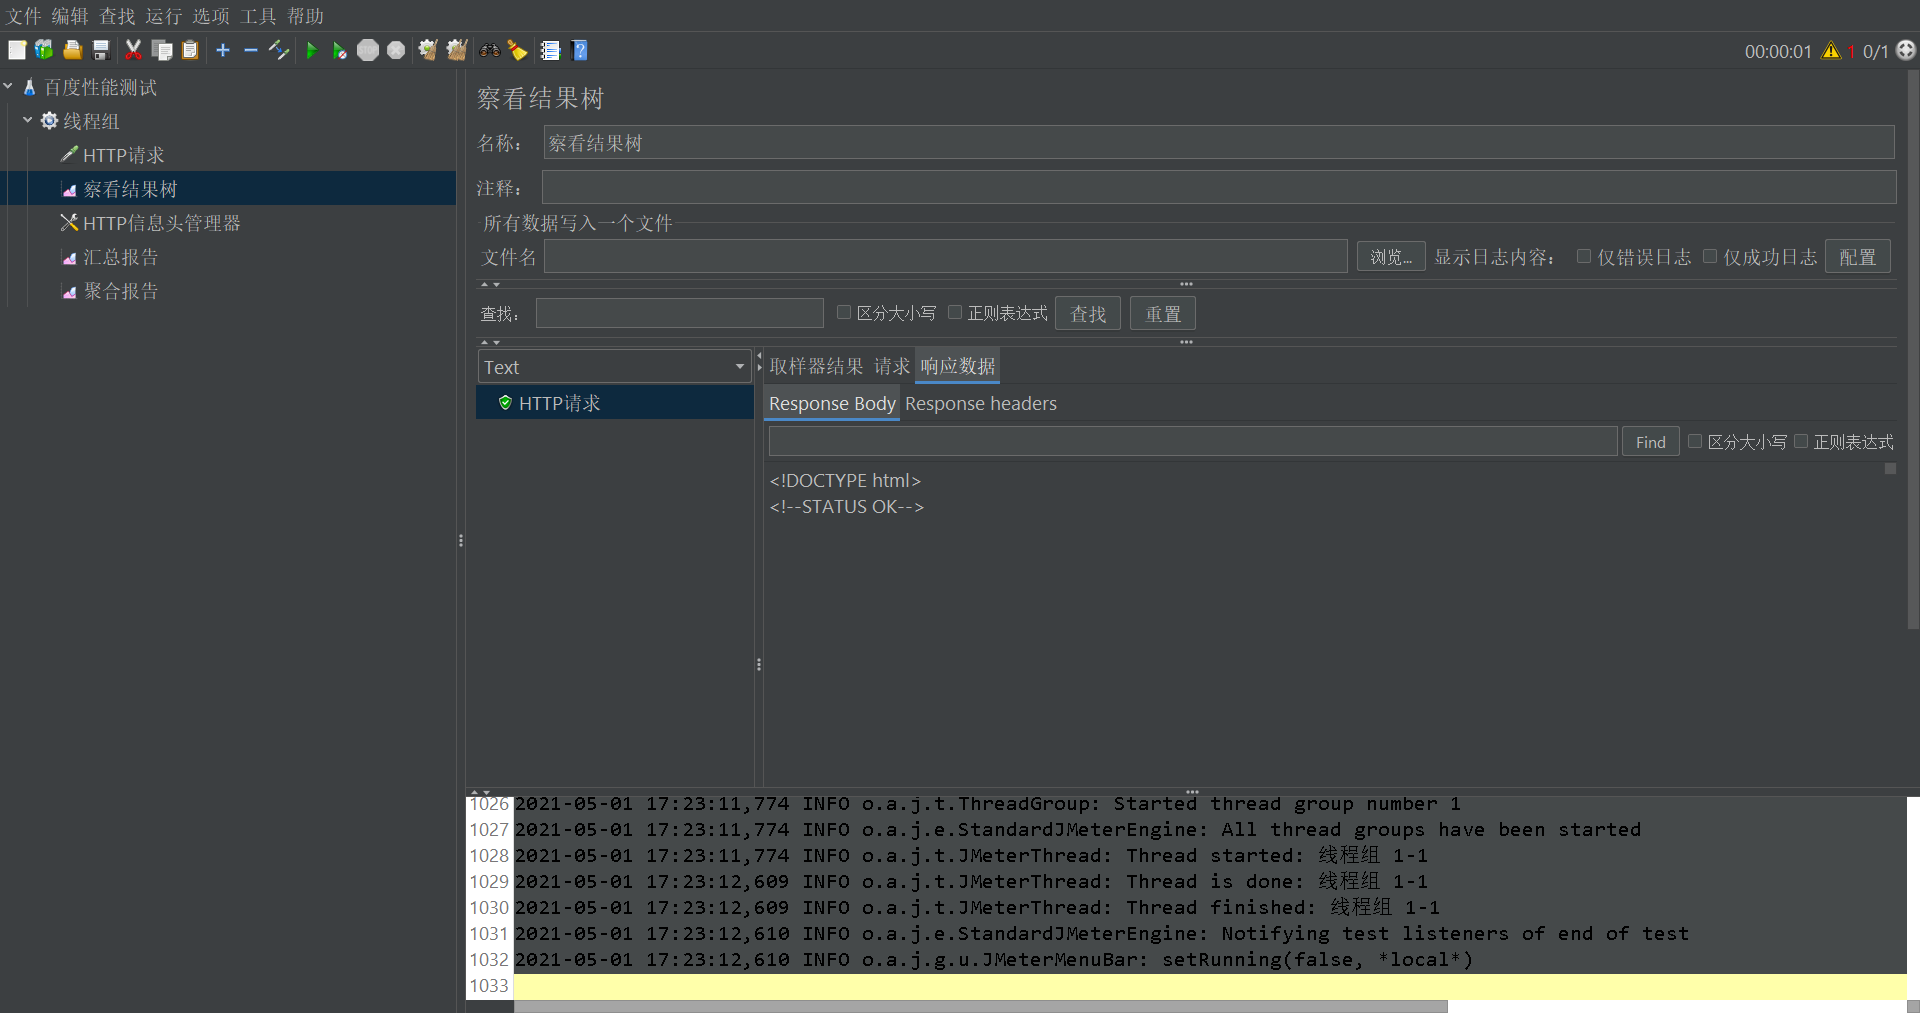 文件 编辑 查找 运行 选项 工具 帮助
00:00:01 1 0/1
百度性能测试
线程组
HTTP请求
察看结果树
HTTP信息头管理器
汇总报告
聚合报告
察看结果树
名称： 察看结果树
注释：
所有数据写入一个文件
文件名 浏览... 显示日志内容： 仅错误日志 仅成功日志 配置
查找： 区分大小写 正则表达式 查找 重置
Text
HTTP请求
取样器结果 请求 响应数据
Response Body Response headers
Find 区分大小写 正则表达式
<!DOCTYPE html>
<!--STATUS OK-->
1026 2021-05-01 17:23:11,774 INFO o.a.j.t.ThreadGroup: Started thread group number 1
1027 2021-05-01 17:23:11,774 INFO o.a.j.e.StandardJMeterEngine: All thread groups have been started
1028 2021-05-01 17:23:11,774 INFO o.a.j.t.JMeterThread: Thread started: 线程组 1-1
1029 2021-05-01 17:23:12,609 INFO o.a.j.t.JMeterThread: Thread is done: 线程组 1-1
1030 2021-05-01 17:23:12,609 INFO o.a.j.t.JMeterThread: Thread finished: 线程组 1-1
1031 2021-05-01 17:23:12,610 INFO o.a.j.e.StandardJMeterEngine: Notifying test listeners of end of test
1032 2021-05-01 17:23:12,610 INFO o.a.j.g.u.JMeterMenuBar: setRunning(false, *local*)
1033